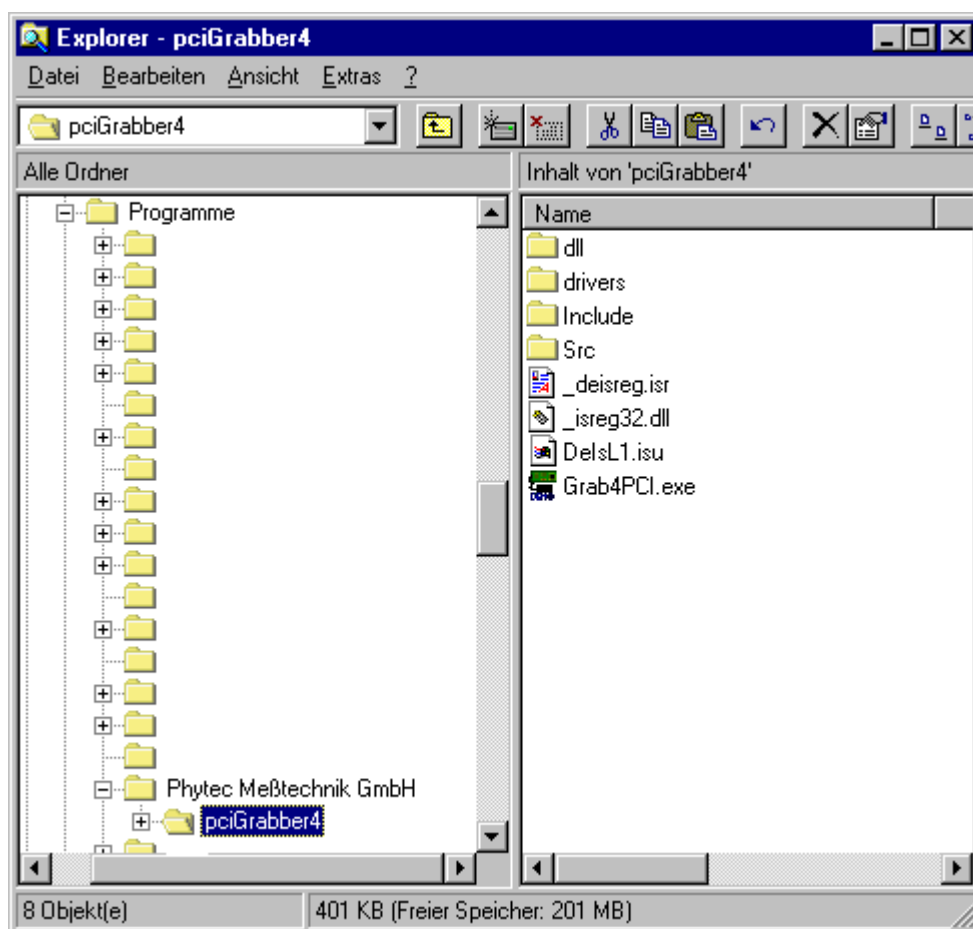 Explorer - pciGrabber4
Datei Bearbeiten Ansicht Extras ?
pciGrabber4
Alle Ordner
Inhalt von 'pciGrabber4'
Programme
Phytec Meßtechnik GmbH
pciGrabber4
Name
dll
drivers
Include
Src
_deisreg.isr
_isreg32.dll
DeIsL1.isu
Grab4PCI.exe
8 Objekt(e)
401 KB (Freier Speicher: 201 MB)